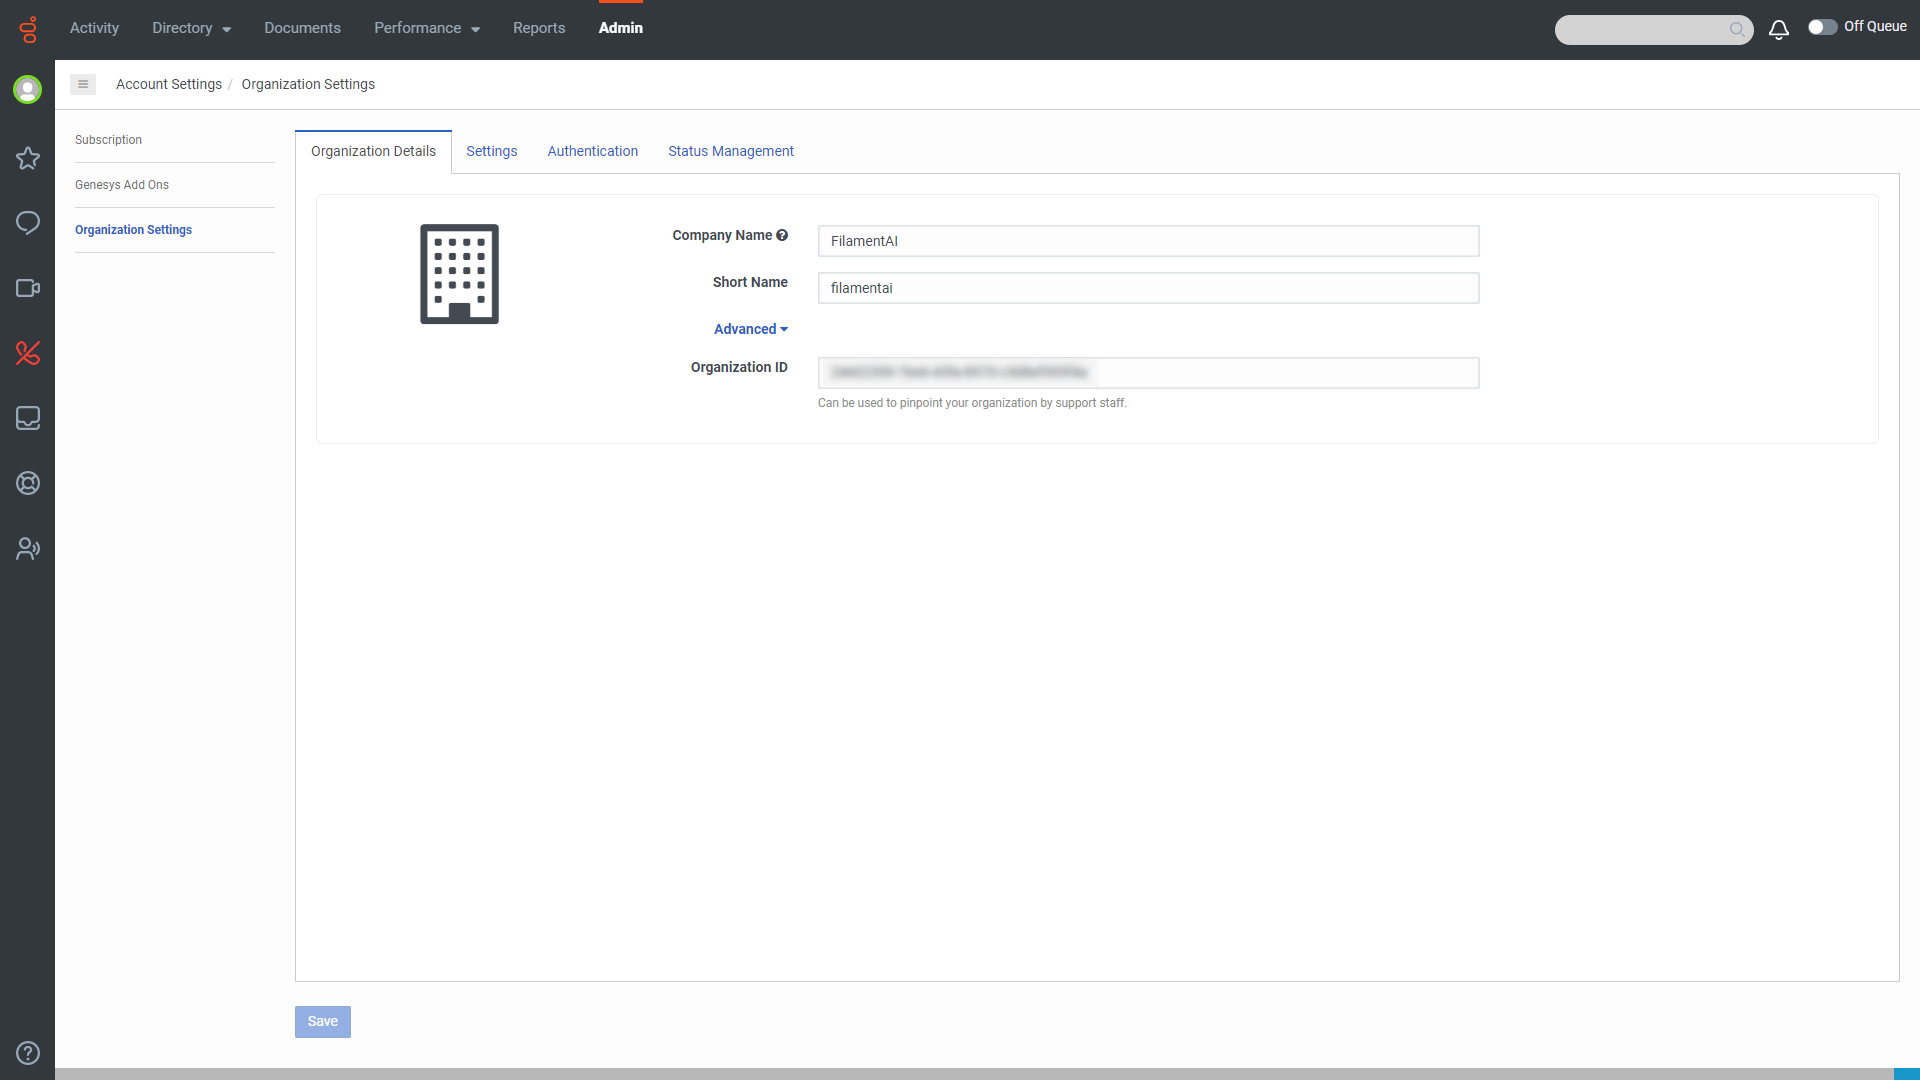 Activity
Directory
Documents
Performance
Reports
Admin
Off Queue
Account Settings / Organization Settings
Subscription
Genesys Add Ons
Organization Settings
Organization Details
Settings
Authentication
Status Management
Company Name
FilamentAI
Short Name
filamentai
Advanced
Organization ID
Can be used to pinpoint your organization by support staff.
Save